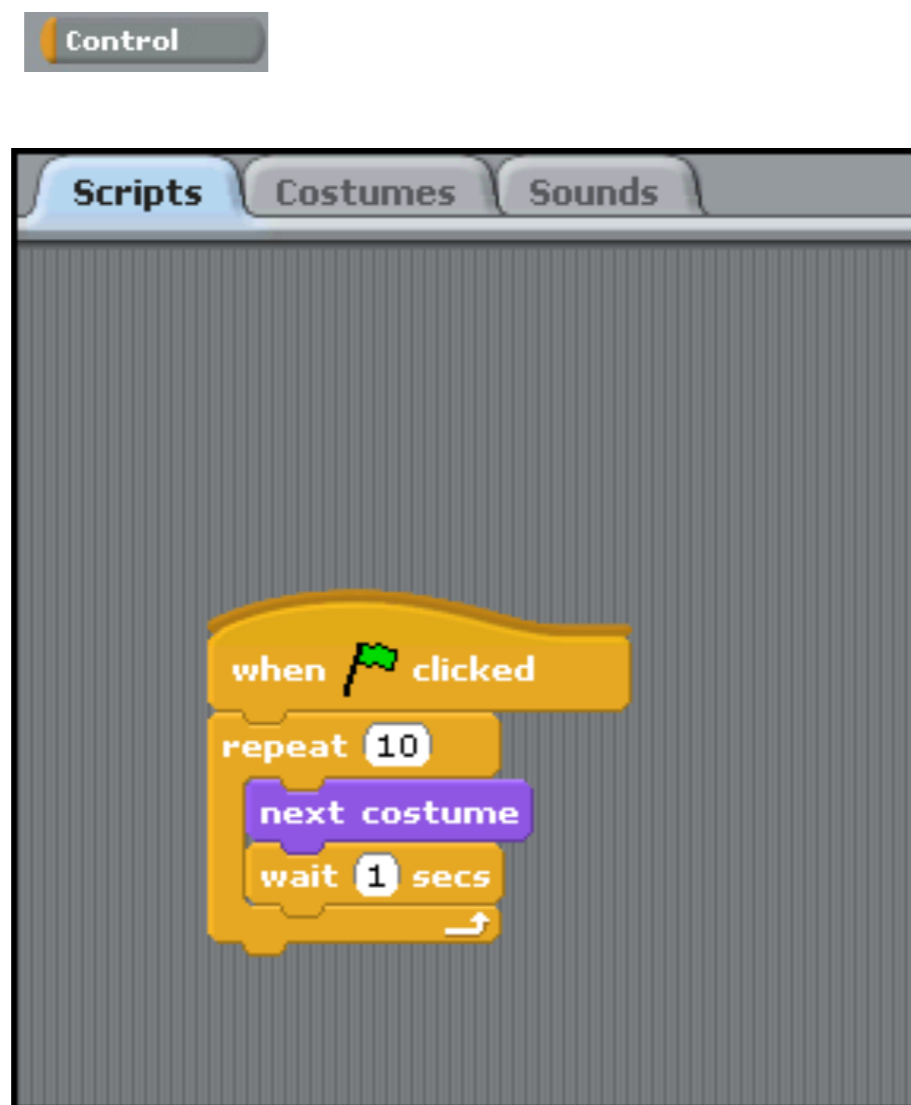 Control
Scripts Costumes Sounds
when clicked
repeat 10
next costume
wait 1 secs